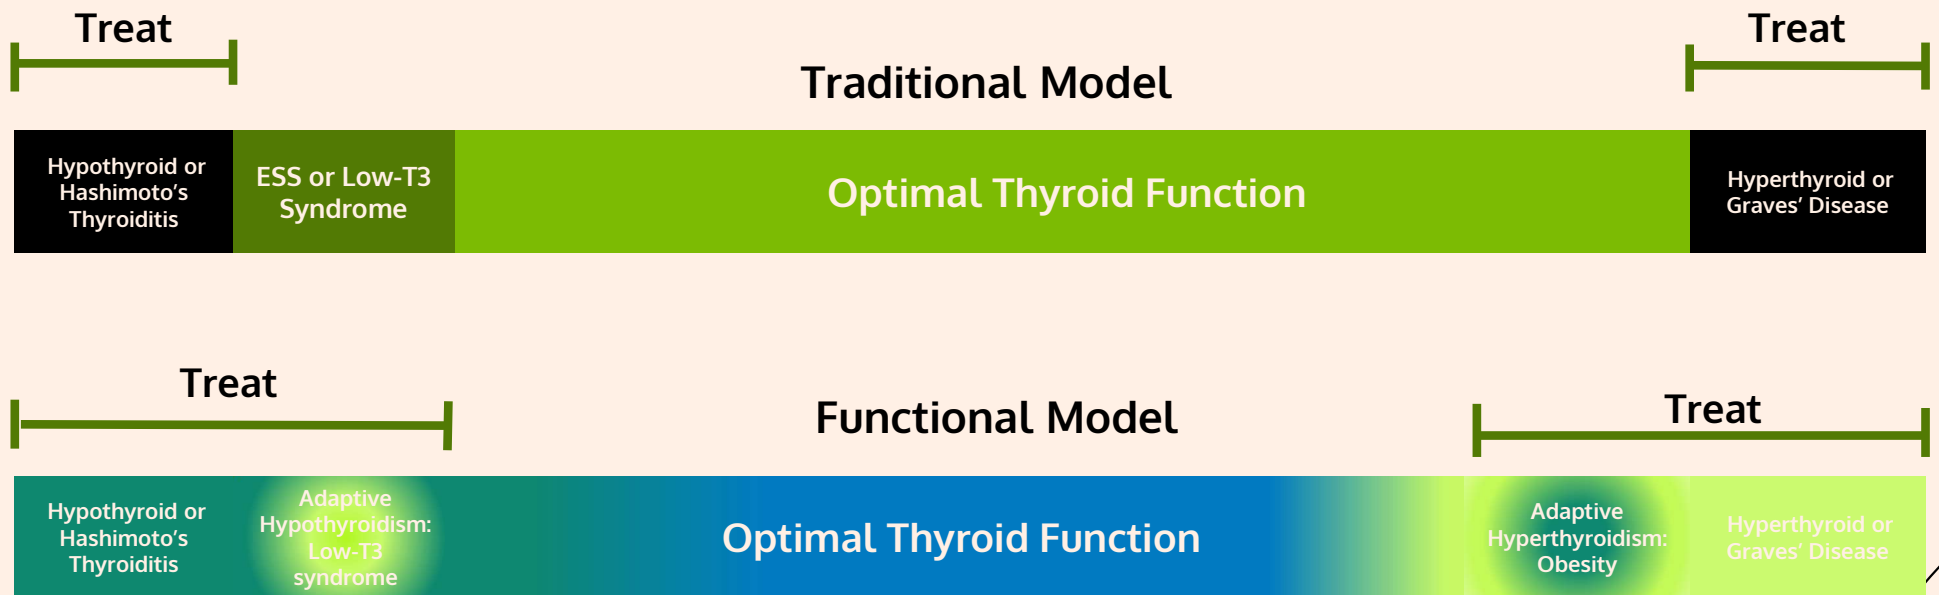 Treat
Treat
Traditional Model
Hypothyroid or
Hashimoto's
Thyroiditis
ESS or Low-T3
Syndrome
Optimal Thyroid Function
Hyperthyroid or
Graves' Disease
Treat
Functional Model
Treat
Hypothyroid or
Hashimoto's
Thyroiditis
Adaptive
Hypothyroidism:
Low-T3
syndrome
Optimal Thyroid Function
Adaptive
Hyperthyroidism:
Obesity
Hyperthyroid or
Graves' Disease